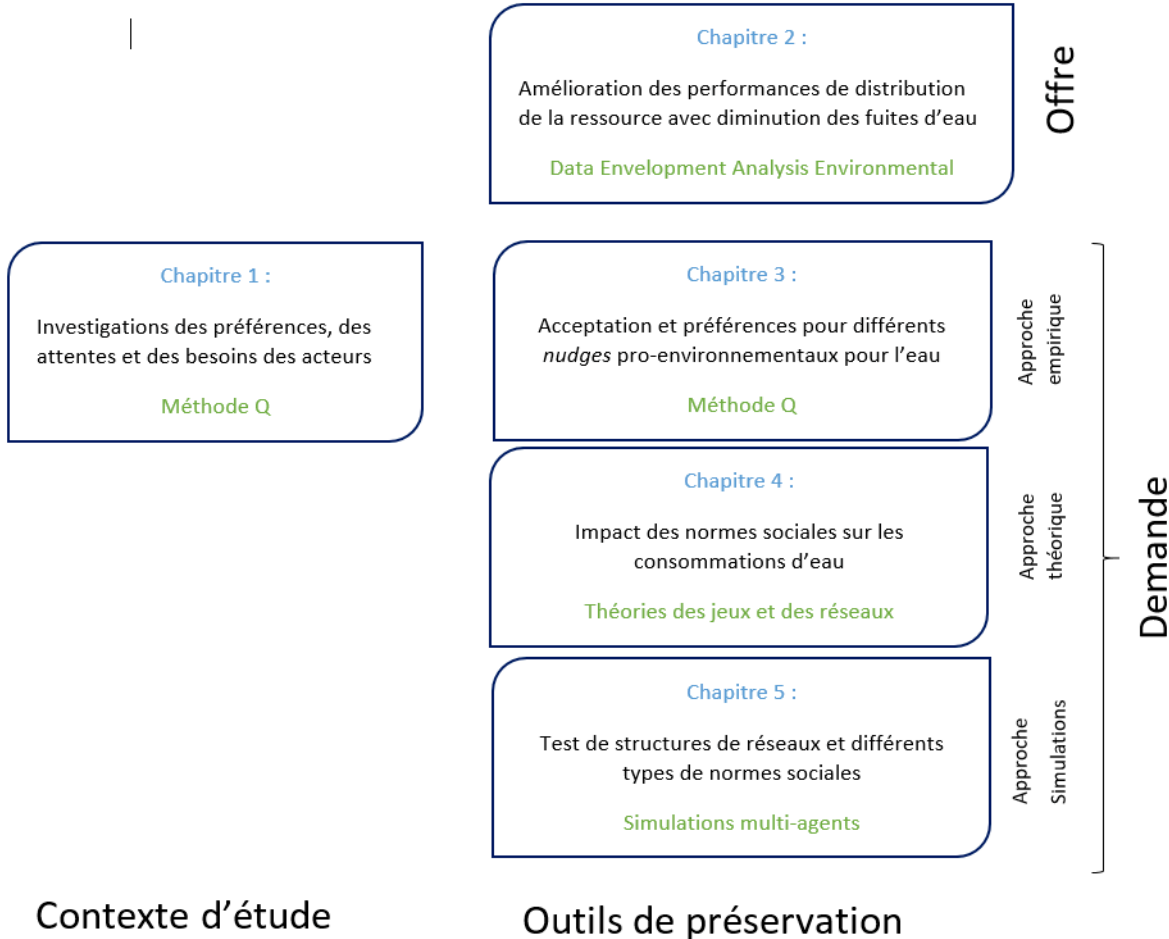 Chapitre 2 :
Amélioration des performances de distribution
de la ressource avec diminution des fuites d'eau
Data Envelopment Analysis Environmental
Offre
Chapitre 1 :
Investigations des préférences, des
attentes et des besoins des acteurs
Méthode Q
Chapitre 3 :
Acceptation et préférences pour différents
nudges pro-environnementaux pour l'eau
Méthode Q
Approche
empirique
Chapitre 4 :
Impact des normes sociales sur les
consommations d'eau
Théories des jeux et des réseaux
Approche
théorique
Chapitre 5 :
Test de structures de réseaux et différents
types de normes sociales
Simulations multi-agents
Approche
Simulations
Demande
Contexte d'étude
Outils de préservation